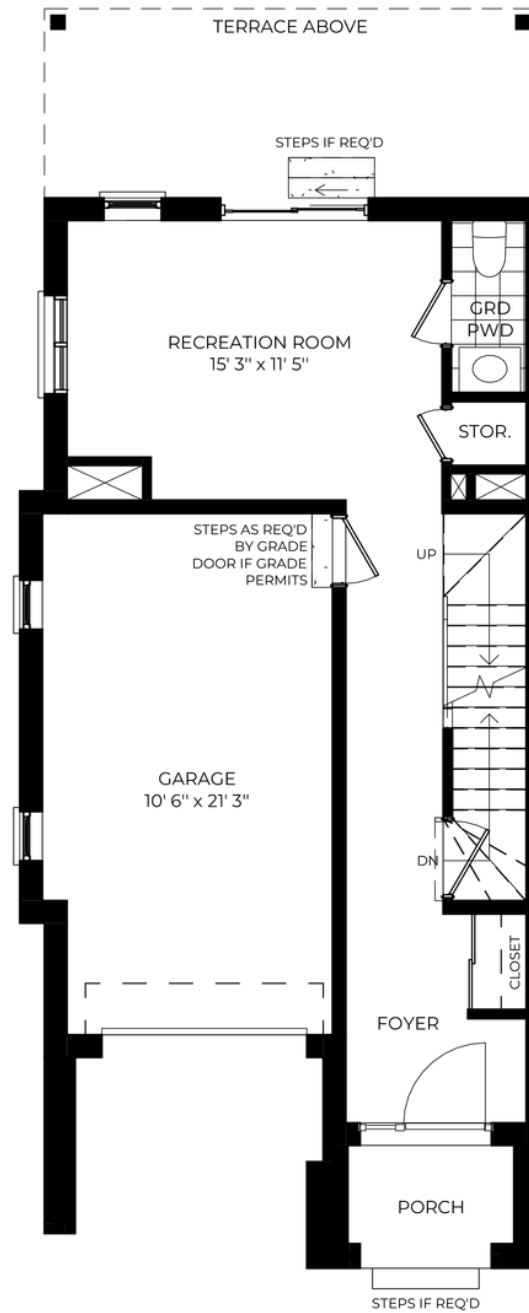 TERRACE ABOVE
STEPS IF REQ'D
GRD
PWD
RECREATION ROOM
15' 3" x 11' 5"
STOR.
STEPS AS REQ'D
BY GRADE
DOOR IF GRADE
PERMITS
UP
GARAGE
10' 6" x 21' 3"
DN
CLOSET
FOYER
PORCH
STEPS IF REQ'D